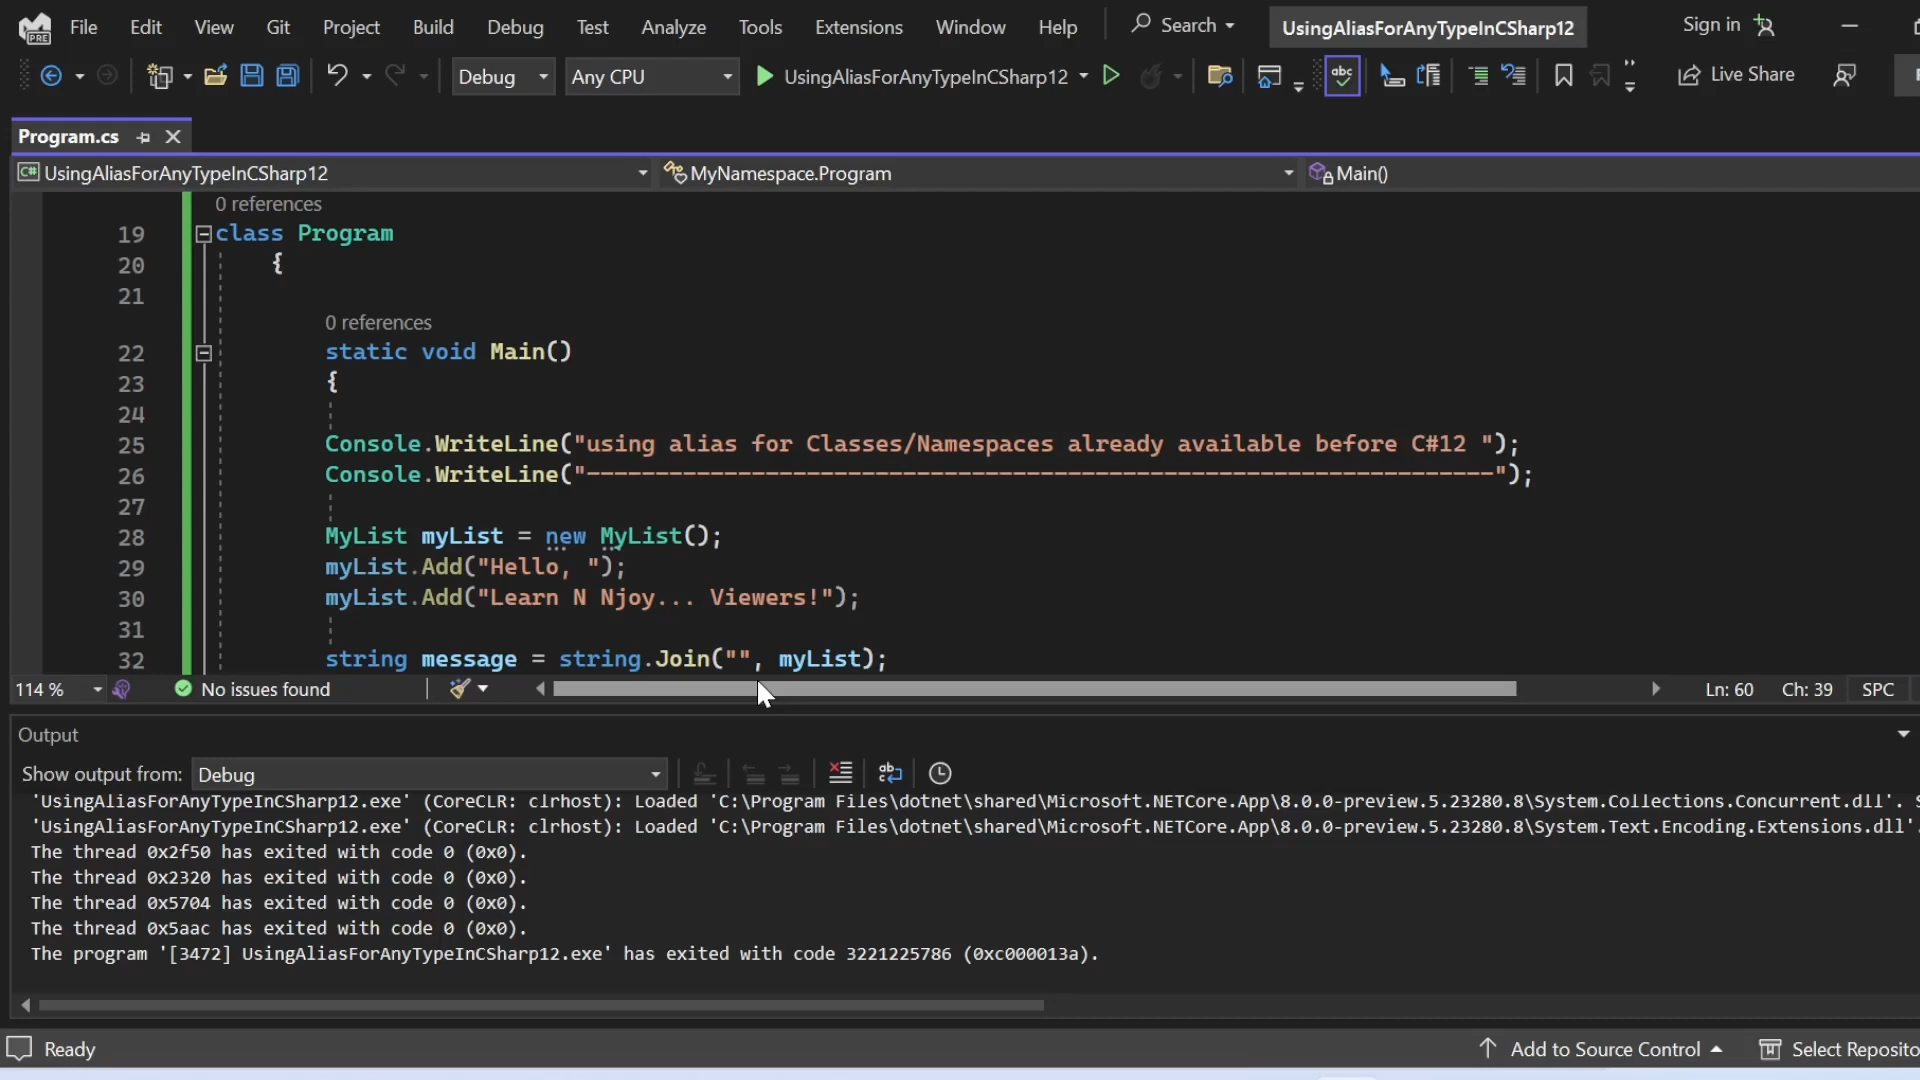 File Edit View Git Project Build Debug Test Analyze Tools Extensions Window Help Search UsingAliasForAnyTypeInCSharp12 Sign in
PRE
Debug Any CPU UsingAliasForAnyTypeInCSharp12 abc Live Share
Program.cs
C# UsingAliasForAnyTypeInCSharp12 MyNamespace.Program Main()
0 references
19 class Program
20 {
21
0 references
22 static void Main()
23 {
24
25 Console.WriteLine("using alias for Classes/Namespaces already available before C#12 ");
26 Console.WriteLine("------------------------------------------------------------------");
27
28 MyList myList = new MyList();
29 myList.Add("Hello, ");
30 myList.Add("Learn N Njoy... Viewers!");
31
32 string message = string.Join("", myList);
114 % No issues found Ln: 60 Ch: 39 SPC
Output
Show output from: Debug
'UsingAliasForAnyTypeInCSharp12.exe' (CoreCLR: clrhost): Loaded 'C:\Program Files\dotnet\shared\Microsoft.NETCore.App\8.0.0-preview.5.23280.8\System.Collections.Concurrent.dll'. S
'UsingAliasForAnyTypeInCSharp12.exe' (CoreCLR: clrhost): Loaded 'C:\Program Files\dotnet\shared\Microsoft.NETCore.App\8.0.0-preview.5.23280.8\System.Text.Encoding.Extensions.dll'.
The thread 0x2f50 has exited with code 0 (0x0).
The thread 0x2320 has exited with code 0 (0x0).
The thread 0x5704 has exited with code 0 (0x0).
The thread 0x5aac has exited with code 0 (0x0).
The program '[3472] UsingAliasForAnyTypeInCSharp12.exe' has exited with code 3221225786 (0xc000013a).
Ready Add to Source Control Select Reposito